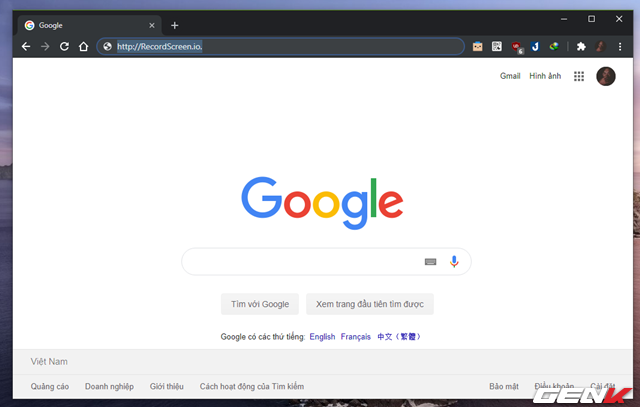 Google
http://RecordScreen.io.
6
Gmail Hình ảnh
Google
Tìm với Google Xem trang đầu tiên tìm được
Google có các thứ tiếng: English Français 中文（繁體）
Việt Nam
Quảng cáo Doanh nghiệp Giới thiệu Cách hoạt động của Tìm kiếm Bảo mật Điều khoản Cài đặt
GENK